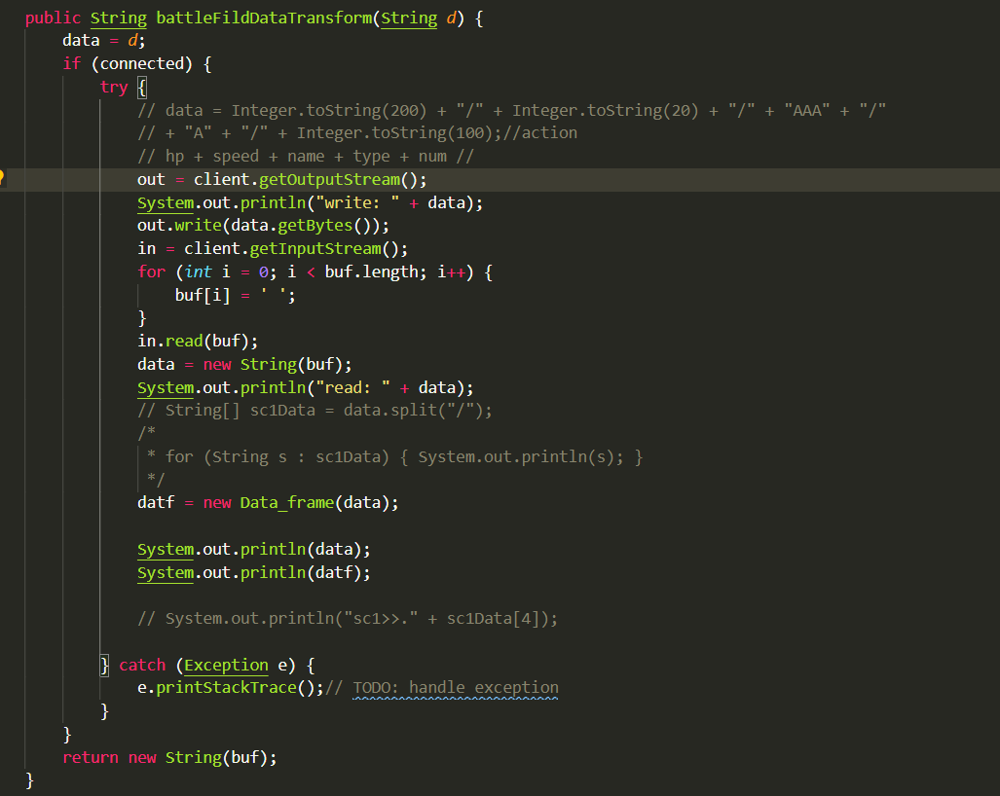 public String battleFildDataTransform(String d) {
data = d;
if (connected) {
try {
// data = Integer.toString(200) + "/" + Integer.toString(20) + "/" + "AAA" + "/"
// + "A" + "/" + Integer.toString(100);//action
// hp + speed + name + type + num //
out = client.getOutputStream();
System.out.println("write: " + data);
out.write(data.getBytes());
in = client.getInputStream();
for (int i = 0; i < buf.length; i++) {
buf[i] = ' ';
}
in.read(buf);
data = new String(buf);
System.out.println("read: " + data);
// String[] sc1Data = data.split("/");
/*
* for (String s : sc1Data) { System.out.println(s); }
*/
datf = new Data_frame(data);
System.out.println(data);
System.out.println(datf);
// System.out.println("sc1>>." + sc1Data[4]);
} catch (Exception e) {
e.printStackTrace();// TODO: handle exception
}
}
return new String(buf);
}